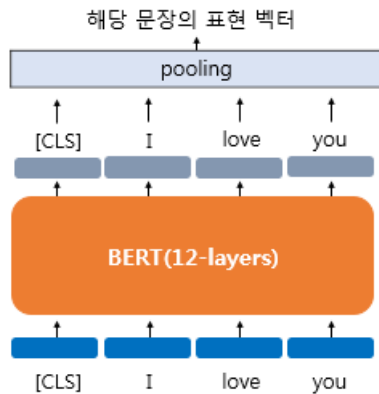 해당 문장의 표현 벡터
pooling
[CLS] I love you
BERT(12-layers)
[CLS] I love you